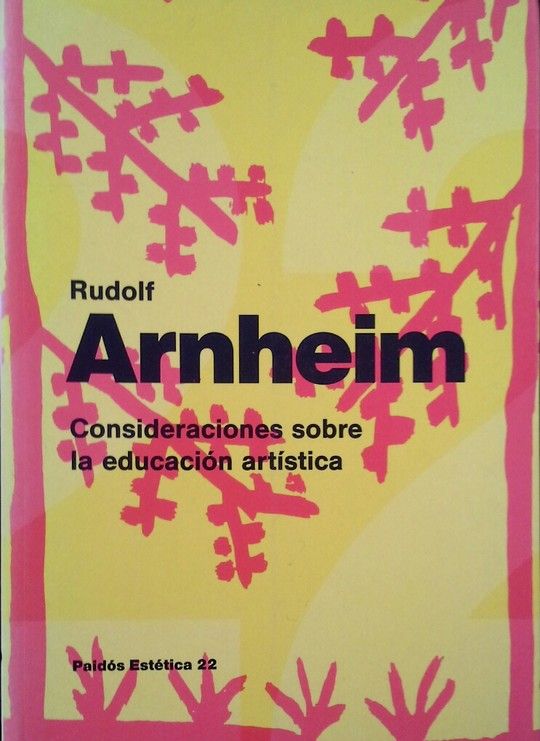 Rudolf
Arnheim
Consideraciones sobre
la educación artística
Paidós Estética 22